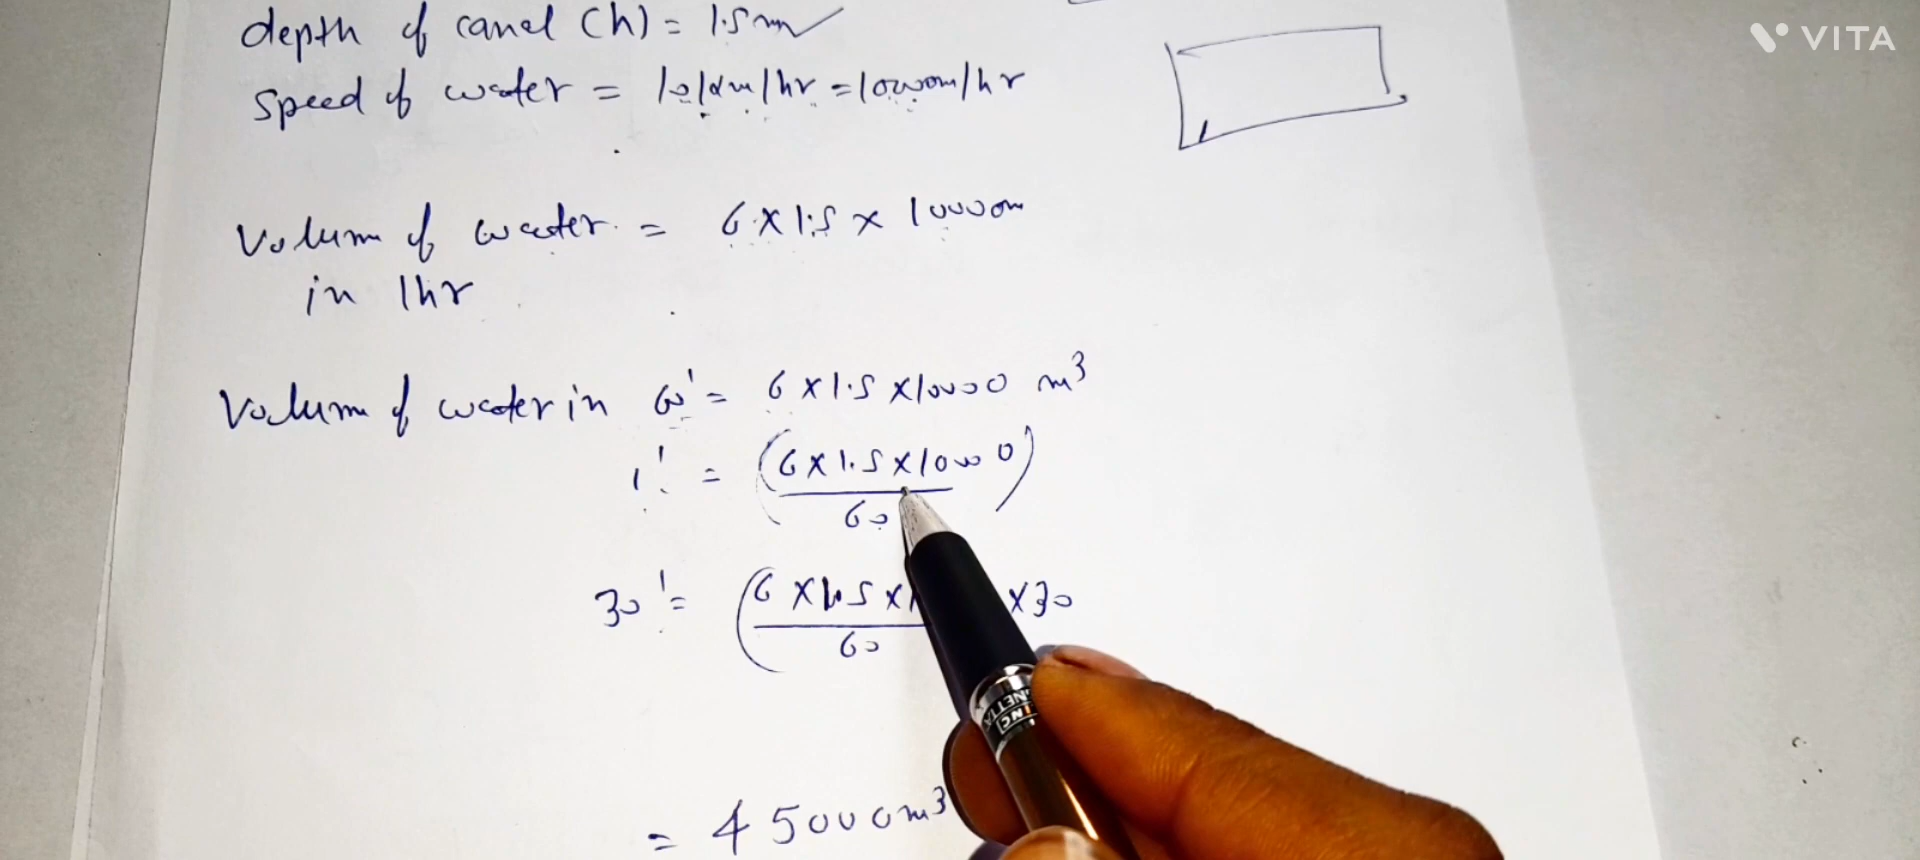 depth of canal (h) = 1.5m
VITA
speed of water = 10km/hr = 10000m/hr
Volume of water = 6 x 1.5 x 10000m
in 1hr
Volume of water in 60' = 6 x 1.5 x 10000 m³
1' = (6 x 1.5 x 10000)
60
30' = (6 x 1.5 x x 30
60
= 45000m³